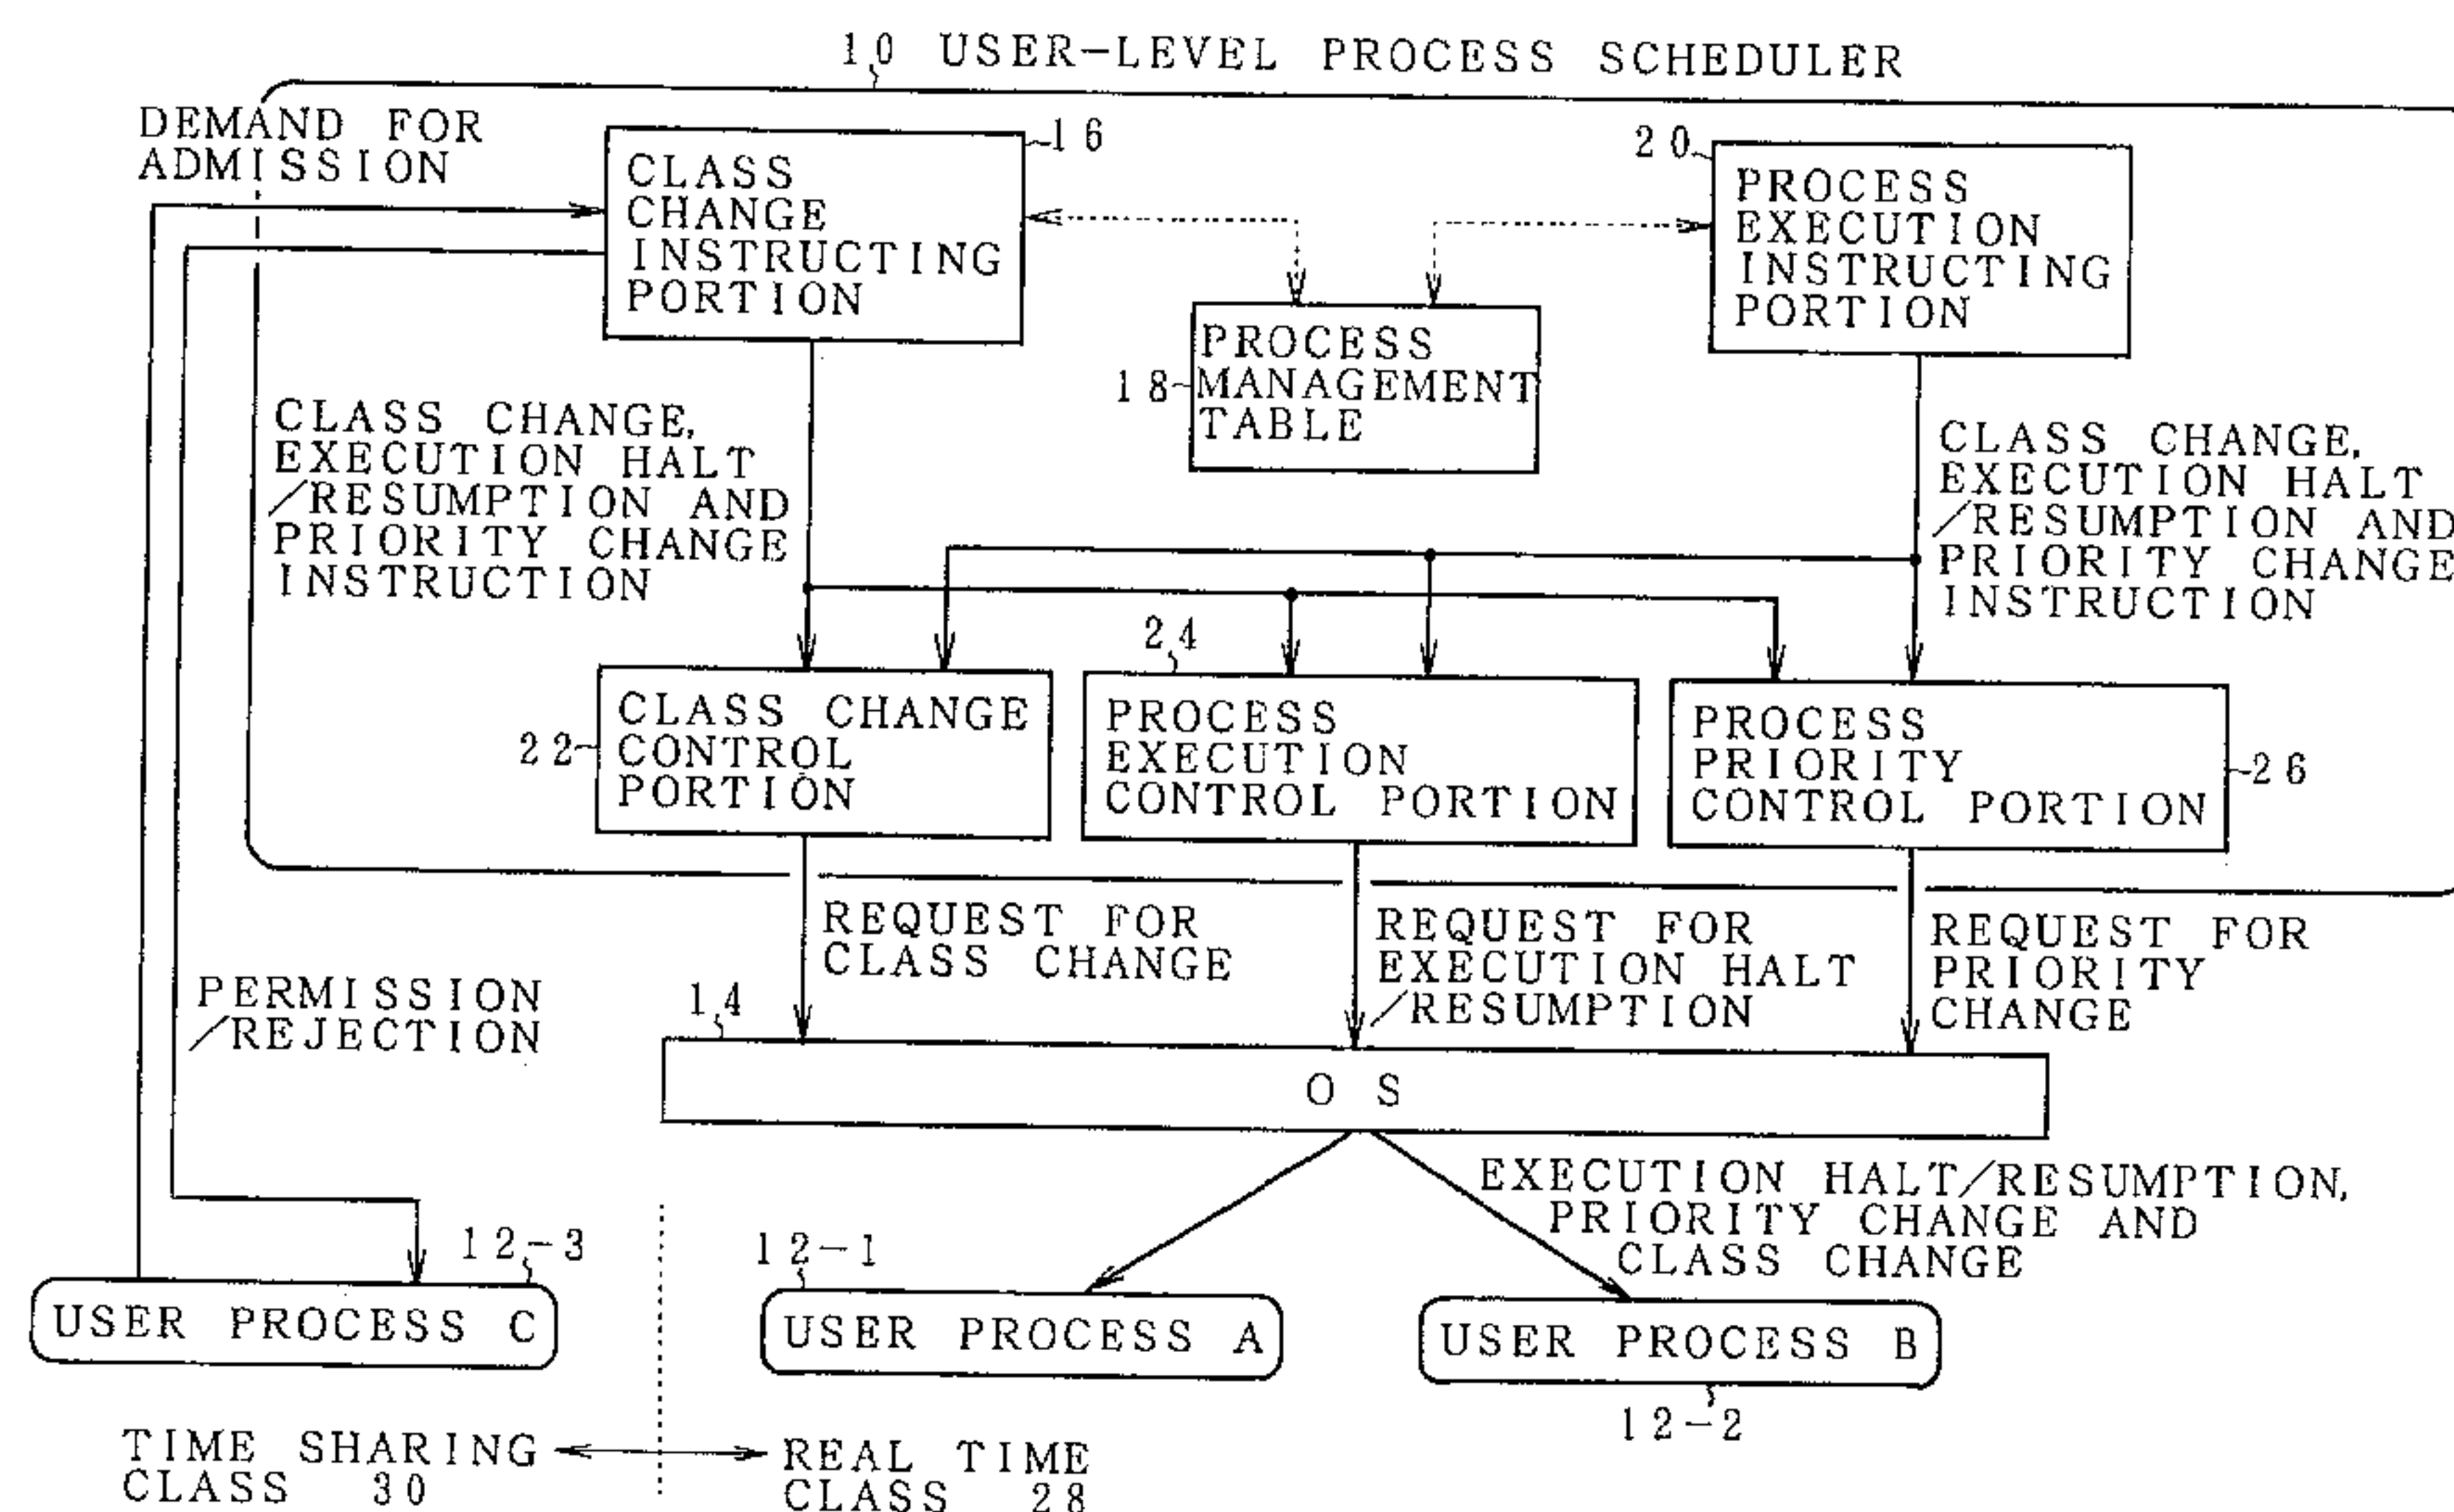 10 USER-LEVEL PROCESS SCHEDULER
DEMAND FOR
ADMISSION
16
CLASS
CHANGE
INSTRUCTING
PORTION
20
PROCESS
EXECUTION
INSTRUCTING
PORTION
18
PROCESS
MANAGEMENT
TABLE
CLASS CHANGE,
EXECUTION HALT
/RESUMPTION AND
PRIORITY CHANGE
INSTRUCTION
CLASS CHANGE,
EXECUTION HALT
/RESUMPTION AND
PRIORITY CHANGE
INSTRUCTION
22
CLASS CHANGE
CONTROL
PORTION
24
PROCESS
EXECUTION
CONTROL PORTION
PROCESS
PRIORITY
CONTROL PORTION
26
REQUEST FOR
CLASS CHANGE
REQUEST FOR
EXECUTION HALT
/RESUMPTION
REQUEST FOR
PRIORITY
CHANGE
PERMISSION
/REJECTION
14
OS
EXECUTION HALT/RESUMPTION,
PRIORITY CHANGE AND
CLASS CHANGE
12-3
USER PROCESS C
12-1
USER PROCESS A
USER PROCESS B
12-2
TIME SHARING
CLASS 30
REAL TIME
CLASS 28